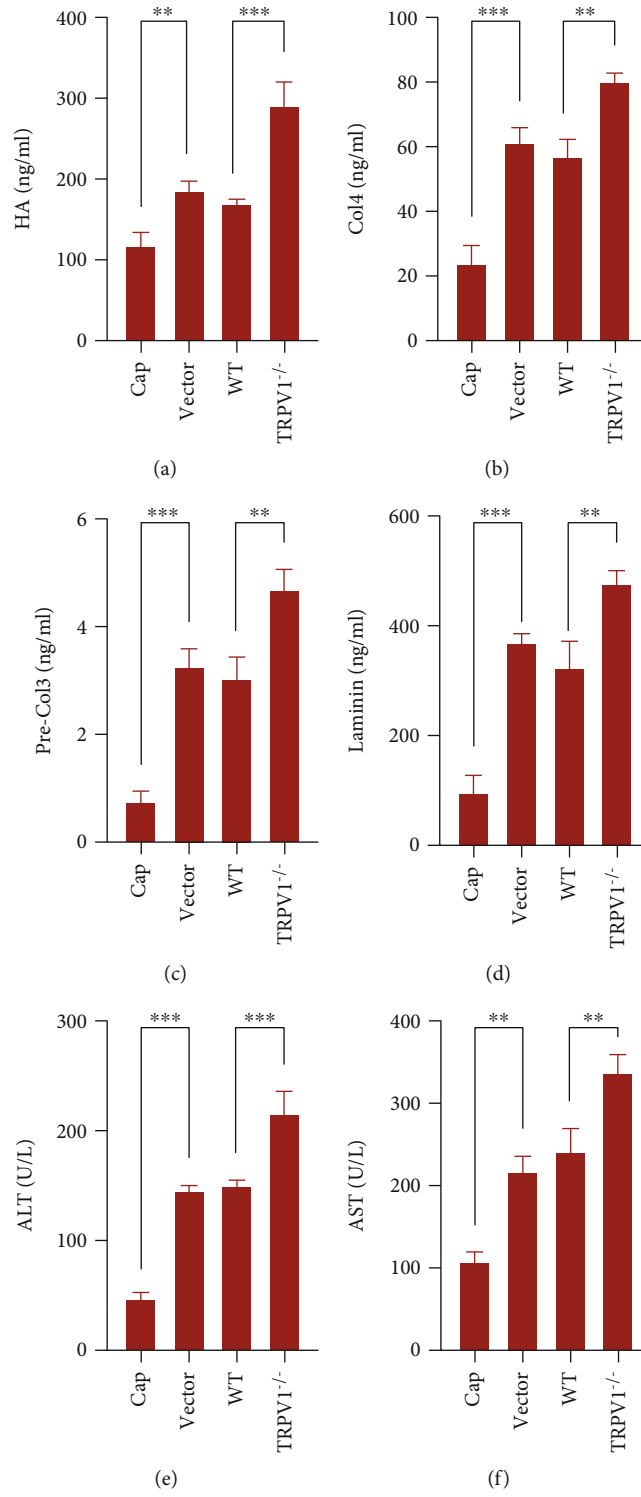 ** ***
HA (ng/ml)
400
300
200
100
0
Cap
Vector
WT
TRPV1-/-
(a)
*** **
Col4 (ng/ml)
100
80
60
40
20
0
Cap
Vector
WT
TRPV1-/-
(b)
*** **
Pre-Col3 (ng/ml)
6
4
2
0
Cap
Vector
WT
TRPV1-/-
(c)
*** **
Laminin (ng/ml)
600
400
200
0
Cap
Vector
WT
TRPV1-/-
(d)
*** ***
ALT (U/L)
300
200
100
0
Cap
Vector
WT
TRPV1-/-
(e)
** **
AST (U/L)
400
300
200
100
0
Cap
Vector
WT
TRPV1-/-
(f)